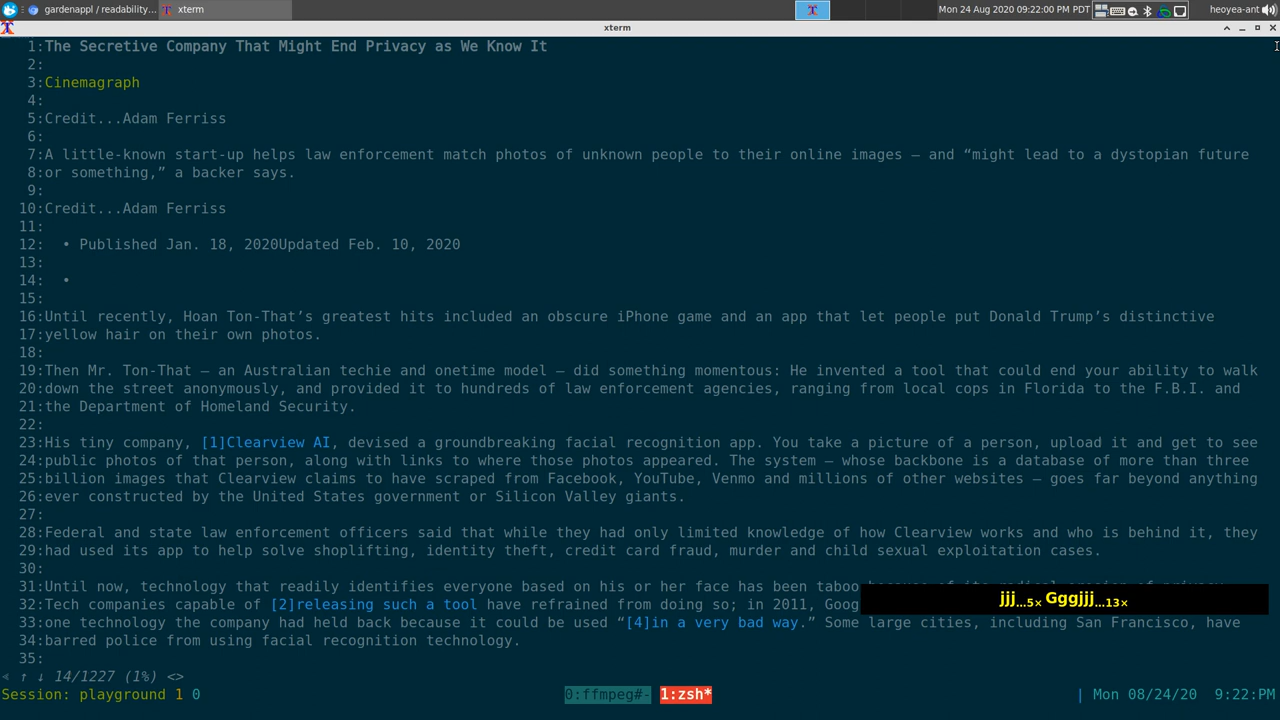 gardenappl / readability...
xterm
Mon 24 Aug 2020 09:22:00 PM PDT
heoyea-ant
xterm
1:The Secretive Company That Might End Privacy as We Know It
2:
3:Cinemagraph
4:
5:Credit...Adam Ferriss
6:
7:A little-known start-up helps law enforcement match photos of unknown people to their online images — and “might lead to a dystopian future
8:or something,” a backer says.
9:
10:Credit...Adam Ferriss
11:
12:  • Published Jan. 18, 2020Updated Feb. 10, 2020
13:
14:  •
15:
16:Until recently, Hoan Ton-That’s greatest hits included an obscure iPhone game and an app that let people put Donald Trump’s distinctive
17:yellow hair on their own photos.
18:
19:Then Mr. Ton-That — an Australian techie and onetime model — did something momentous: He invented a tool that could end your ability to walk
20:down the street anonymously, and provided it to hundreds of law enforcement agencies, ranging from local cops in Florida to the F.B.I. and
21:the Department of Homeland Security.
22:
23:His tiny company, [1]Clearview AI, devised a groundbreaking facial recognition app. You take a picture of a person, upload it and get to see
24:public photos of that person, along with links to where those photos appeared. The system — whose backbone is a database of more than three
25:billion images that Clearview claims to have scraped from Facebook, YouTube, Venmo and millions of other websites — goes far beyond anything
26:ever constructed by the United States government or Silicon Valley giants.
27:
28:Federal and state law enforcement officers said that while they had only limited knowledge of how Clearview works and who is behind it, they
29:had used its app to help solve shoplifting, identity theft, credit card fraud, murder and child sexual exploitation cases.
30:
31:Until now, technology that readily identifies everyone based on his or her face has been taboo because of its radical erosion of privacy.
32:Tech companies capable of [2]releasing such a tool have refrained from doing so; in 2011, Goog
33:one technology the company had held back because it could be used “[4]in a very bad way.” Some large cities, including San Francisco, have
34:barred police from using facial recognition technology.
35:
jjj...5× Gggjjj...13×
↑ ↓ 14/1227 (1%) <>
Session: playground 1 0
0:ffmpeg#-
1:zsh*
| Mon 08/24/20  9:22:PM